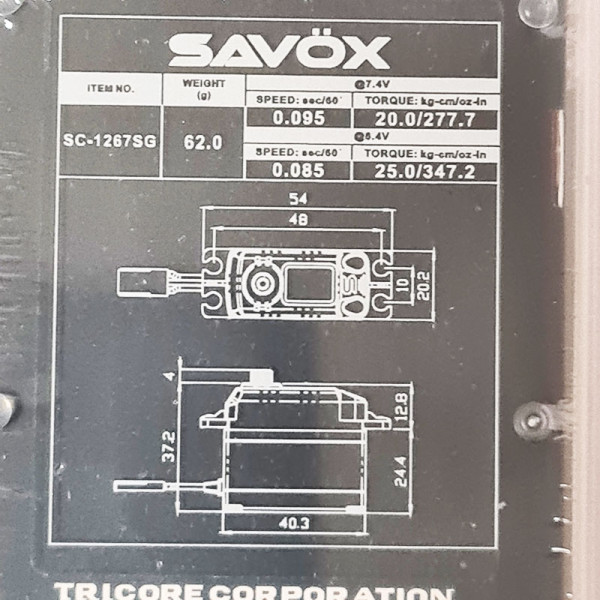 SAVÖX
ITEM NO. WEIGHT (g) @7.4V
SPEED: sec/60° TORQUE: kg-cm/oz-in
0.095 20.0/277.7
SC-1267SG 62.0 @6.4V
SPEED: sec/60° TORQUE: kg-cm/oz-in
0.085 25.0/347.2
54
48
10
20.2
4
12.8
37.2
24.4
40.3
TRICORE CORPORATION